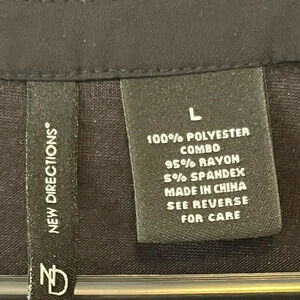 L
100% POLYESTER
COMBO
95% RAYON
5% SPANDEX
MADE IN CHINA
SEE REVERSE
FOR CARE
NEW DIRECTIONS®
ND